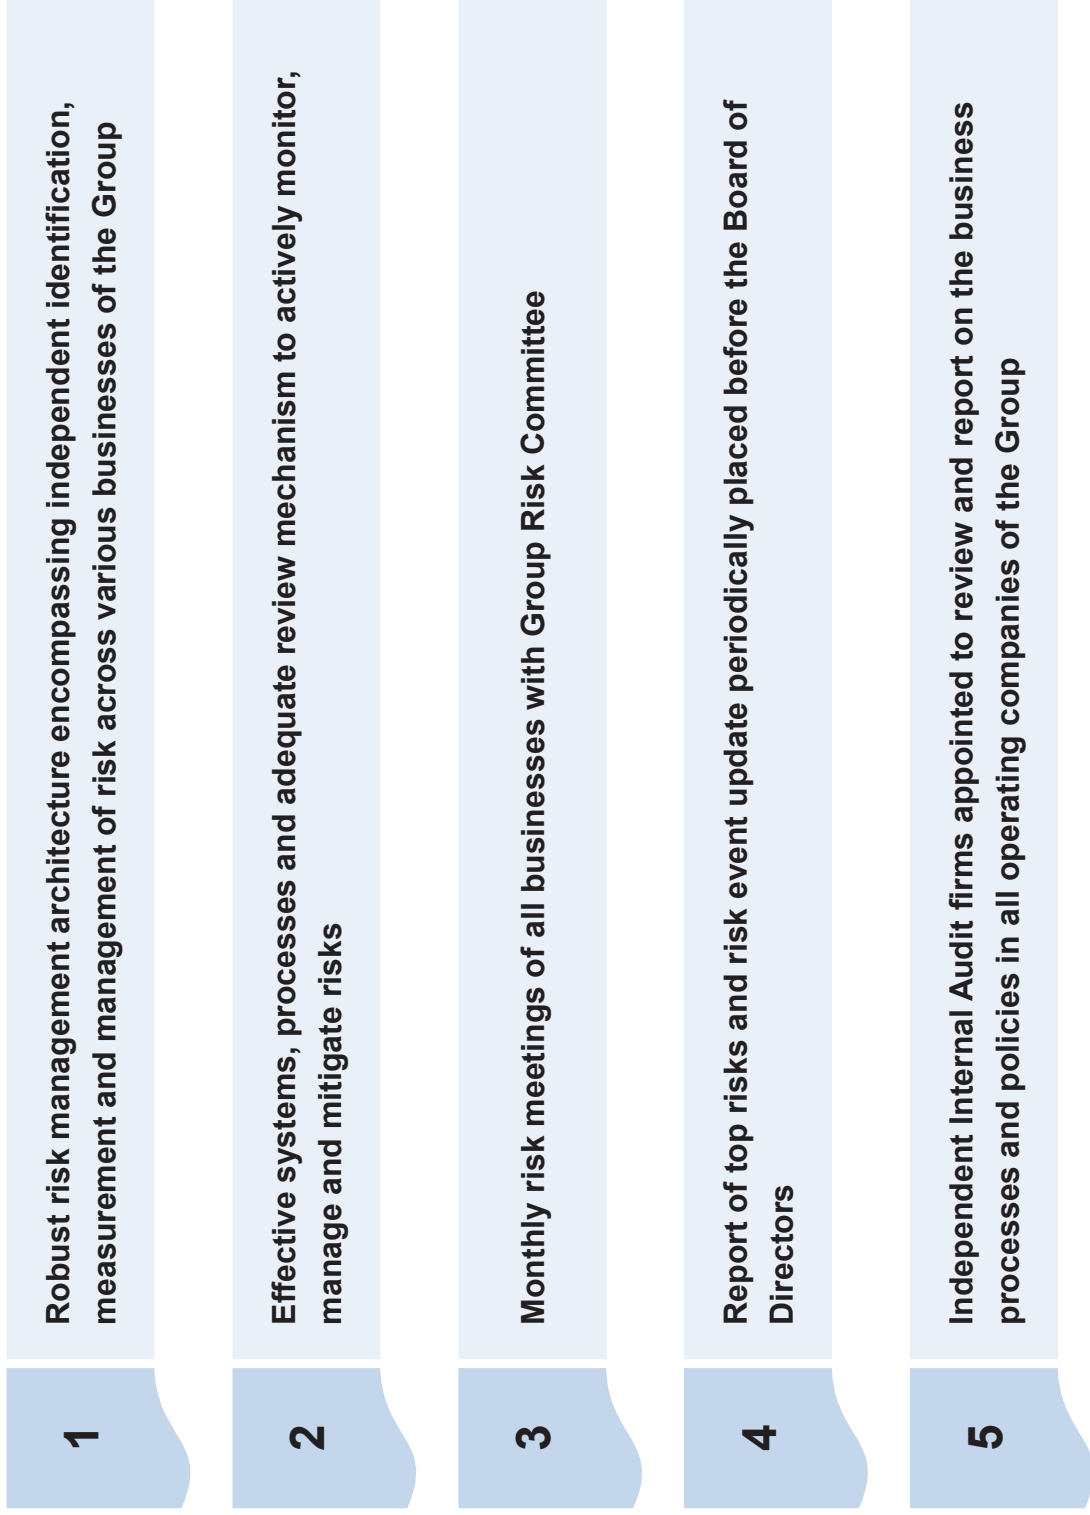 1
Robust risk management architecture encompassing independent identification,
measurement and management of risk across various businesses of the Group
2
Effective systems, processes and adequate review mechanism to actively monitor,
manage and mitigate risks
3
Monthly risk meetings of all businesses with Group Risk Committee
4
Report of top risks and risk event update periodically placed before the Board of
Directors
5
Independent Internal Audit firms appointed to review and report on the business
processes and policies in all operating companies of the Group